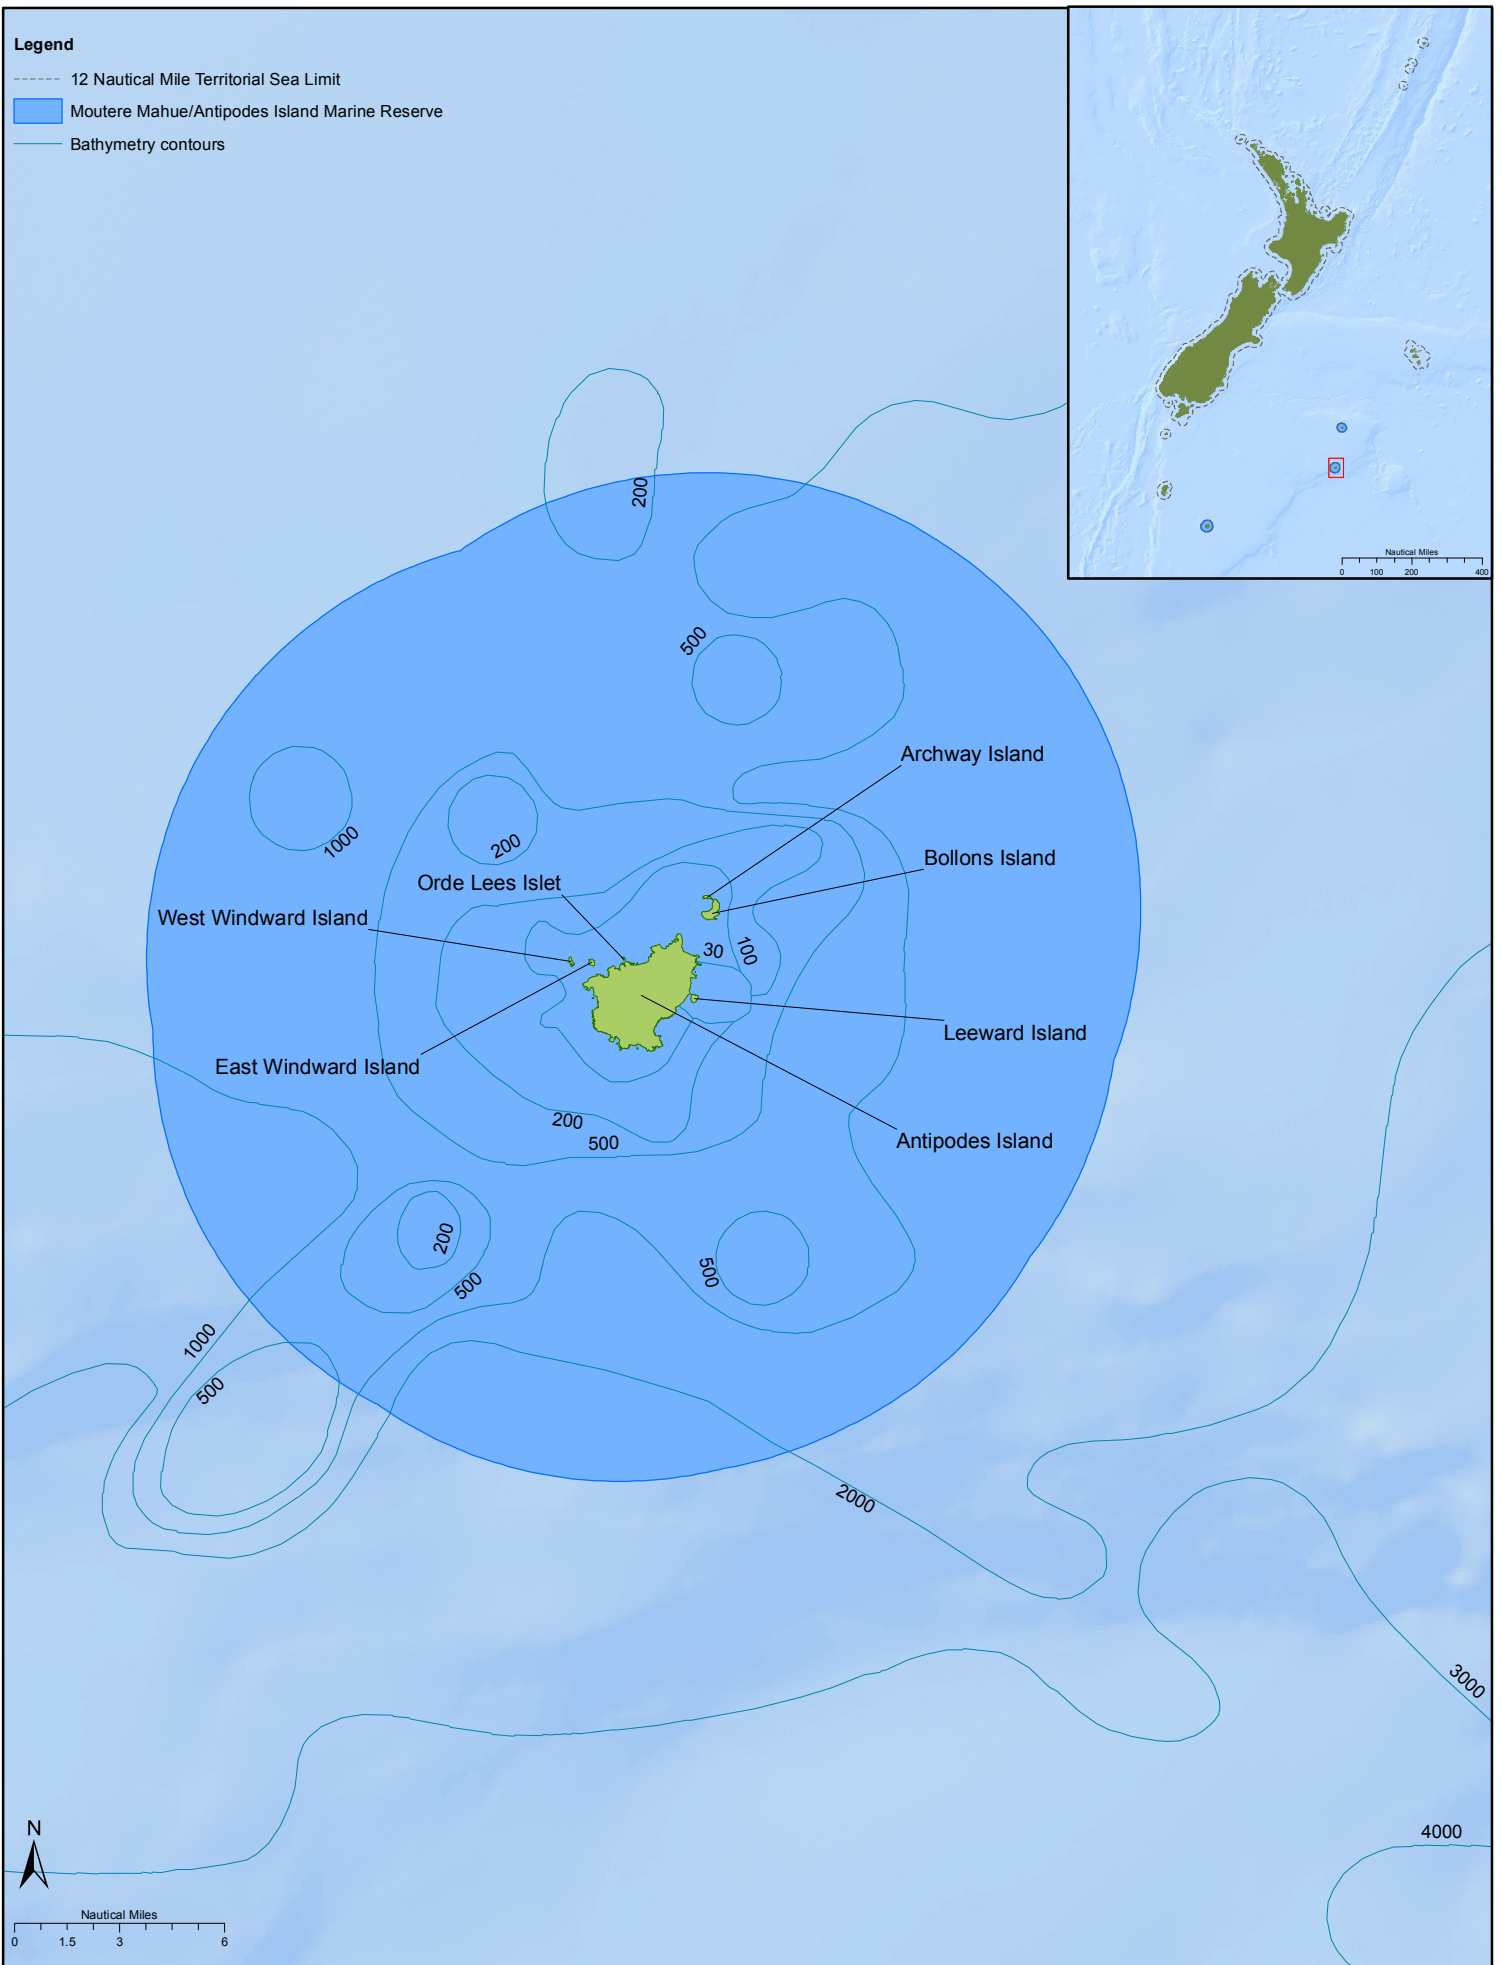 Legend
12 Nautical Mile Territorial Sea Limit
Moutere Mahue/Antipodes Island Marine Reserve
Bathymetry contours
Nautical Miles
0 100 200 400
200
500
Archway Island
1000
200
Bollons Island
Orde Lees Islet
West Windward Island
30
100
Leeward Island
East Windward Island
200
Antipodes Island
500
200
500
500
1000
500
2000
3000
4000
N
Nautical Miles
0 1.5 3 6